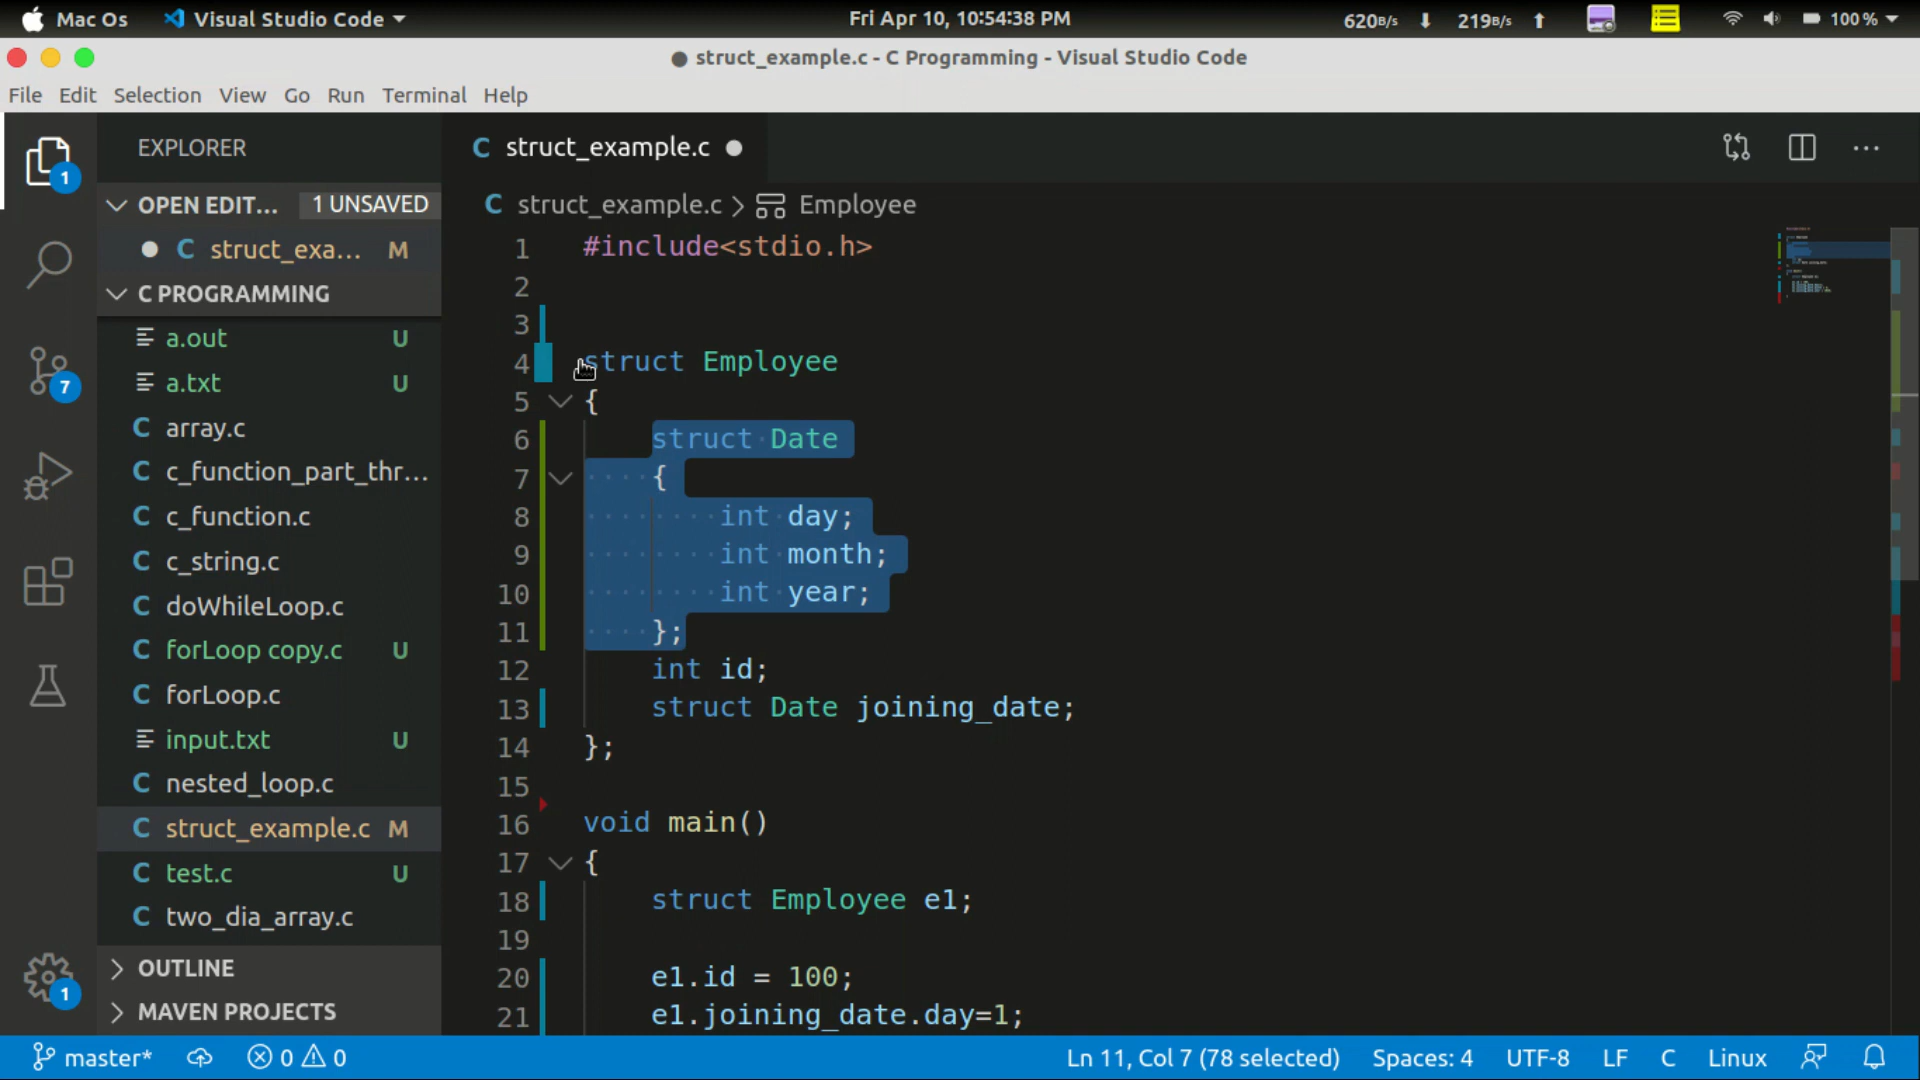 Mac Os Visual Studio Code Fri Apr 10, 10:54:38 PM 620B/s 219B/s 100 %
struct_example.c - C Programming - Visual Studio Code
File Edit Selection View Go Run Terminal Help
EXPLORER
OPEN EDIT... 1 UNSAVED
C struct_exa... M
C PROGRAMMING
a.out U
a.txt U
C array.c
C c_function_part_thr...
C c_function.c
C c_string.c
C doWhileLoop.c
C forLoop copy.c U
C forLoop.c
input.txt U
C nested_loop.c
C struct_example.c M
C test.c U
C two_dia_array.c
OUTLINE
MAVEN PROJECTS
1
7
1
C struct_example.c
C struct_example.c > Employee
1 #include<stdio.h>
2
3
4 struct Employee
5 {
6 struct Date
7 {
8 int day;
9 int month;
10 int year;
11 };
12 int id;
13 struct Date joining_date;
14 };
15
16 void main()
17 {
18 struct Employee e1;
19
20 e1.id = 100;
21 e1.joining_date.day=1;
master* 0 0 Ln 11, Col 7 (78 selected) Spaces: 4 UTF-8 LF C Linux